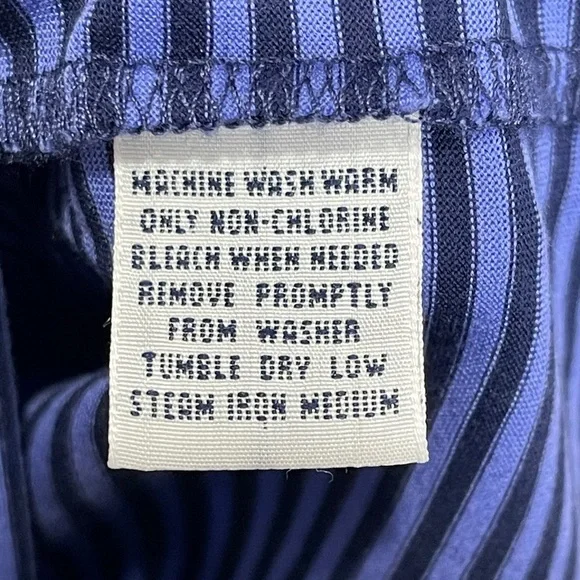 MACHINE WASH WARM
ONLY NON-CHLORINE
BLEACH WHEN NEEDED
REMOVE PROMPTLY
FROM WASHER
TUMBLE DRY LOW
STEAM IRON MEDIUM